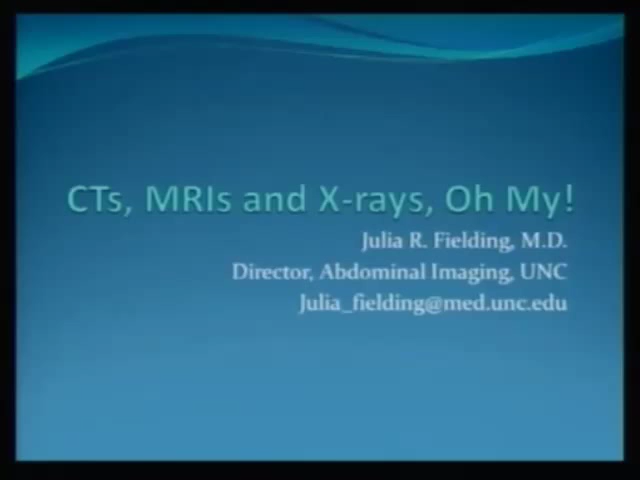 CTs, MRIs and X-rays, Oh My!
Julia R. Fielding, M.D.
Director, Abdominal Imaging, UNC
Julia_fielding@med.unc.edu